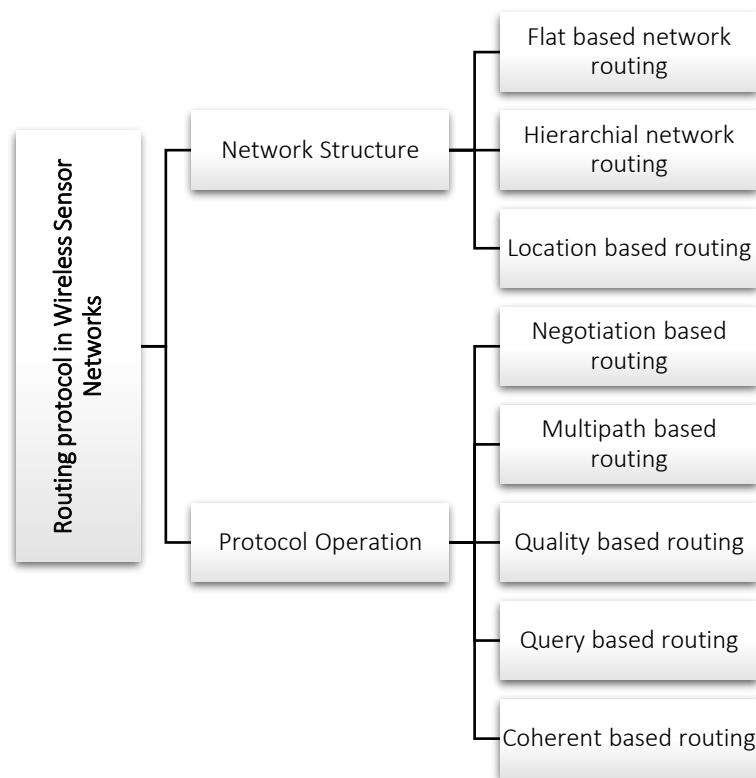 Routing protocol in Wireless Sensor
Networks
Network Structure
Flat based network
routing
Hierarchial network
routing
Location based routing
Protocol Operation
Negotiation based
routing
Multipath based
routing
Quality based routing
Query based routing
Coherent based routing